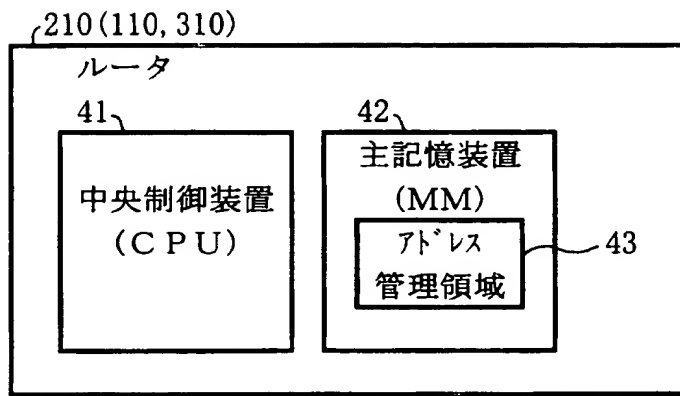 210(110, 310)
ルータ
41
中央制御装置
(CPU)
42
主記憶装置
(MM)
ｱﾄﾞﾚｽ
管理領域
43